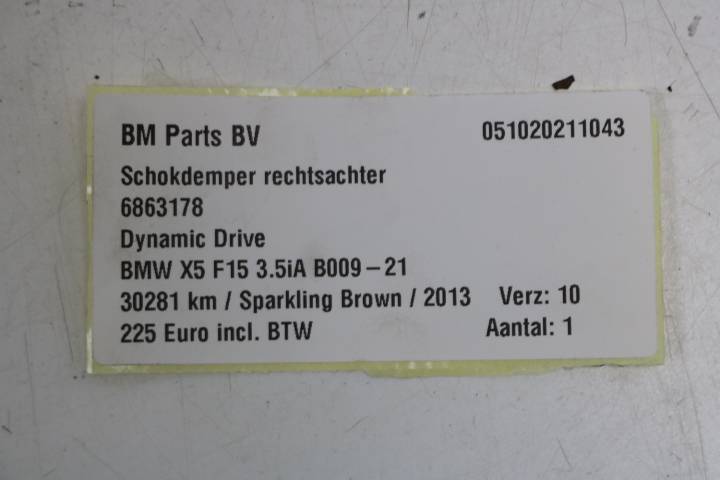 BM Parts BV 051020211043
Schokdemper rechtsachter
6863178
Dynamic Drive
BMW X5 F15 3.5iA B009-21
30281 km / Sparkling Brown / 2013 Verz: 10
225 Euro incl. BTW Aantal: 1